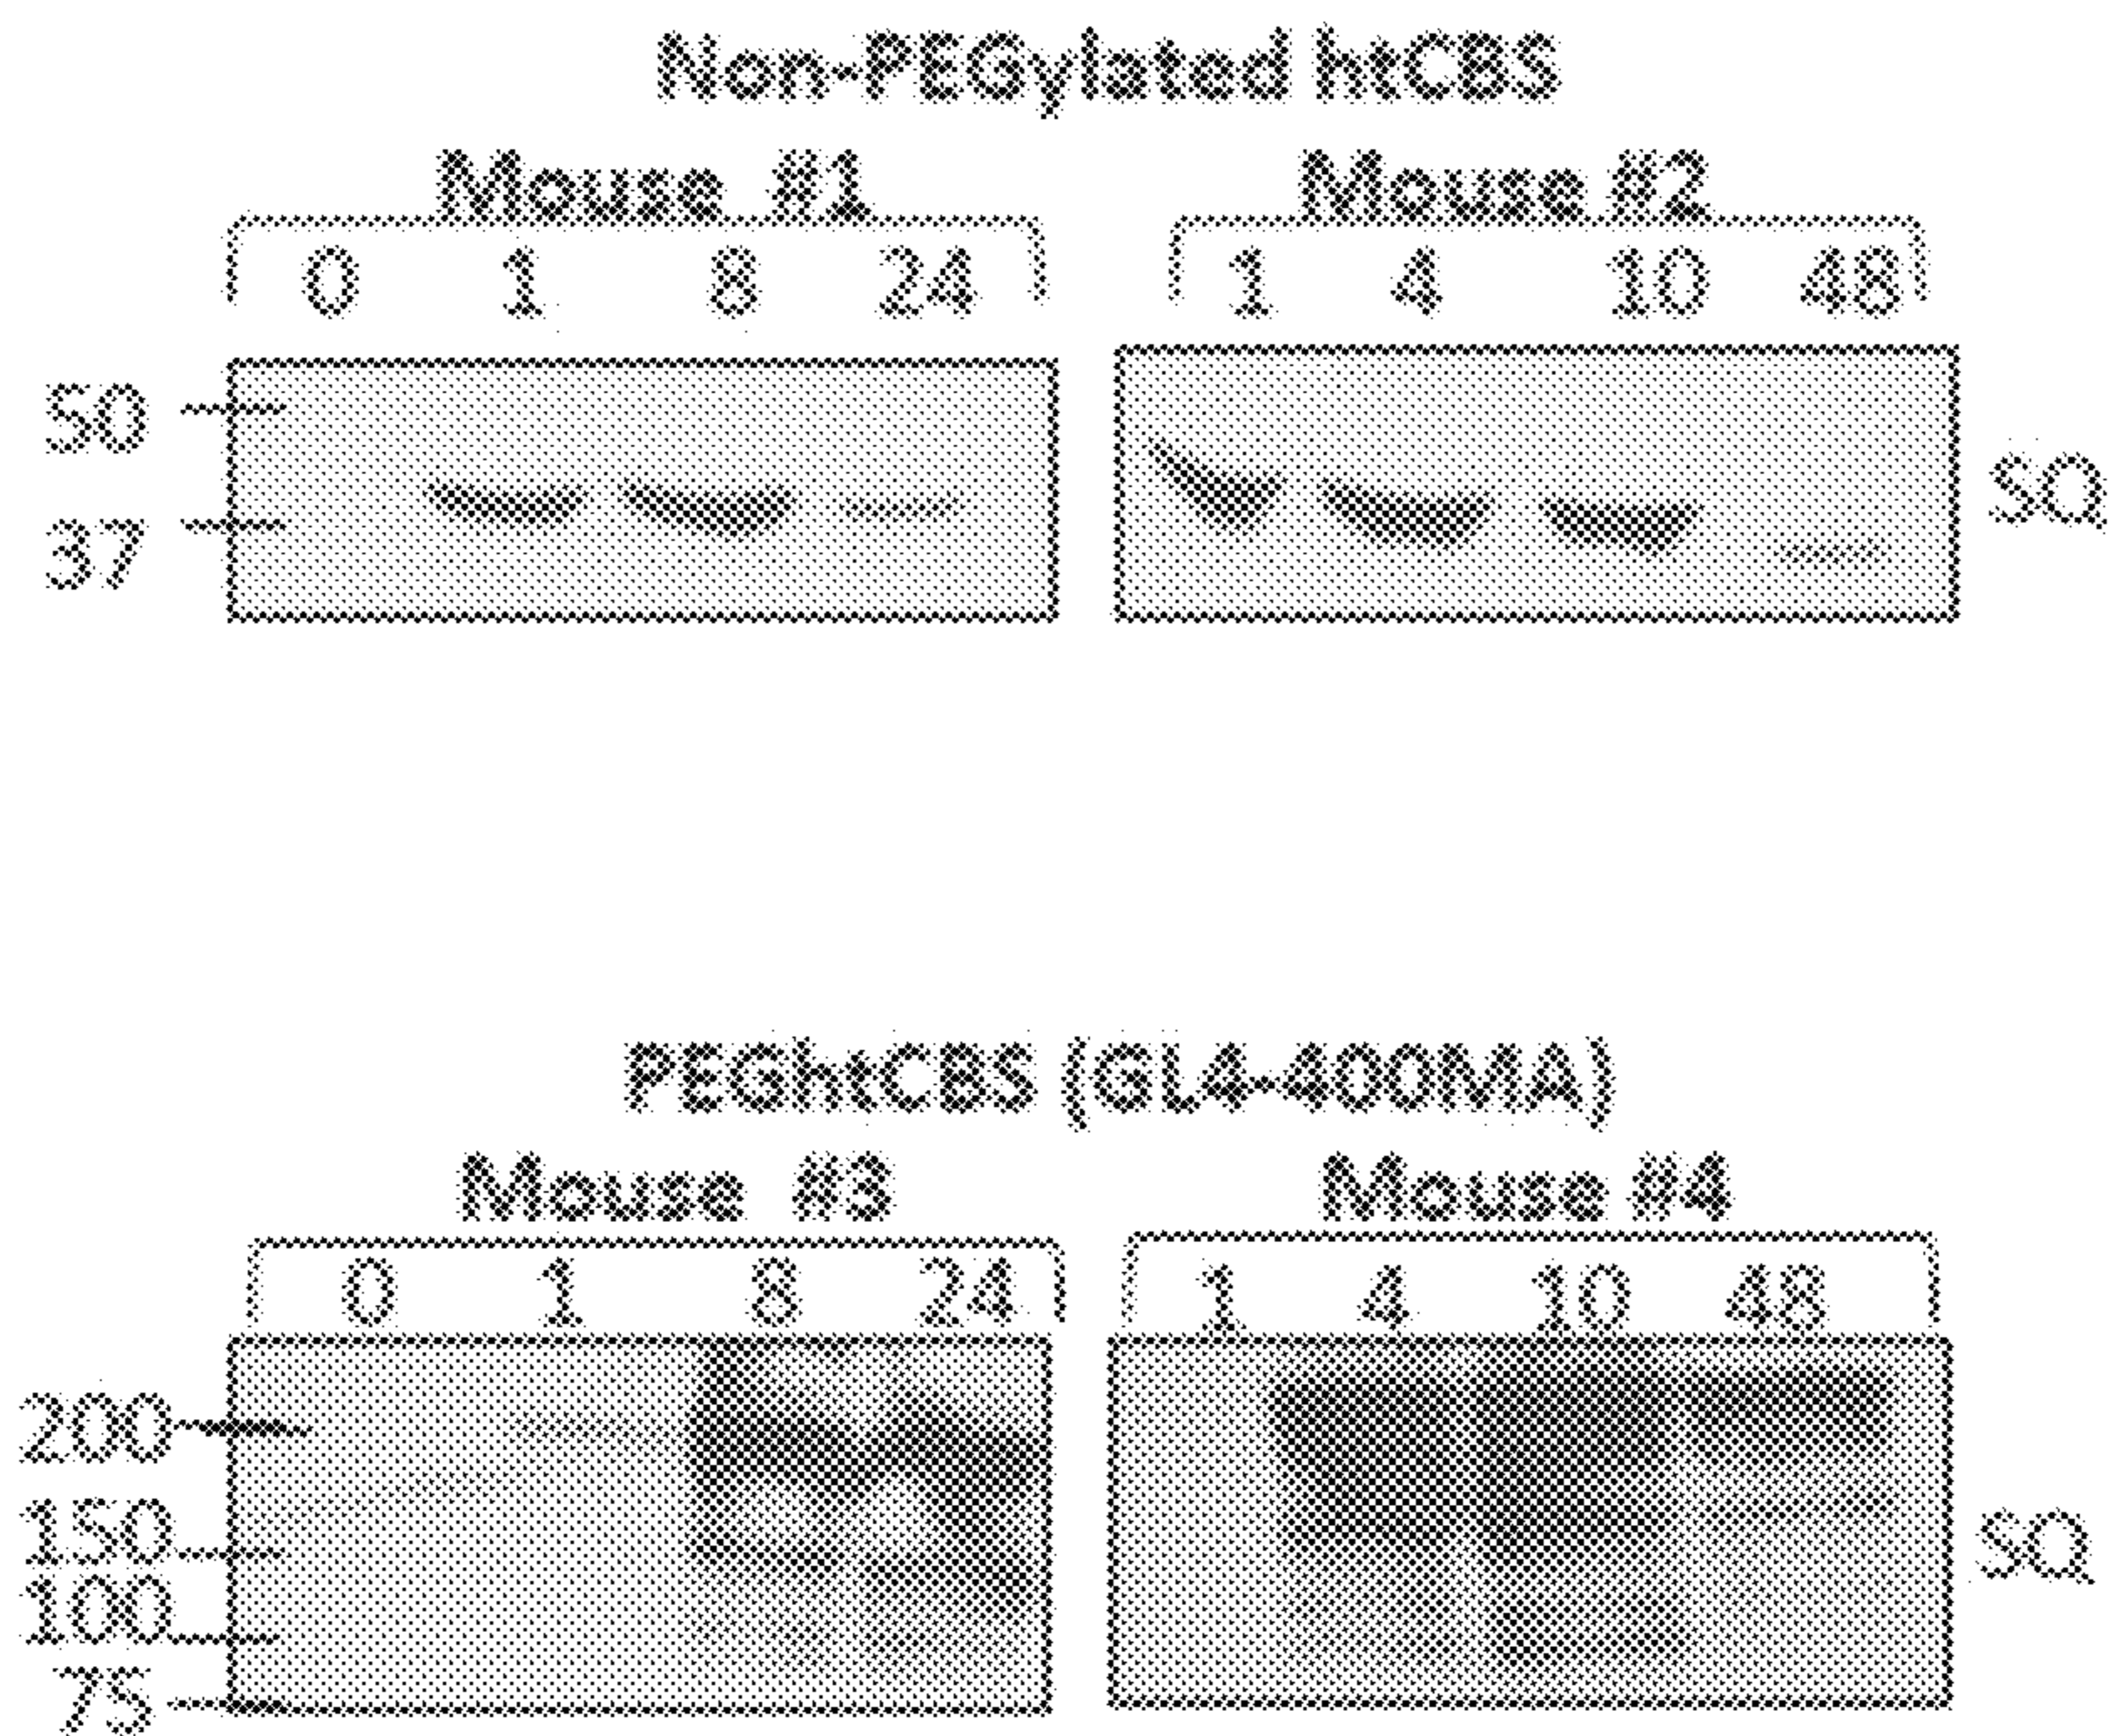 Non-PEGylated htCBS
Mouse #1 Mouse #2
0 1 8 24 1 4 10 48
50
SQ
37
PEGhtCBS (GL4-400MA)
Mouse #3 Mouse #4
0 1 8 24 1 4 10 48
200
150
SQ
100
75